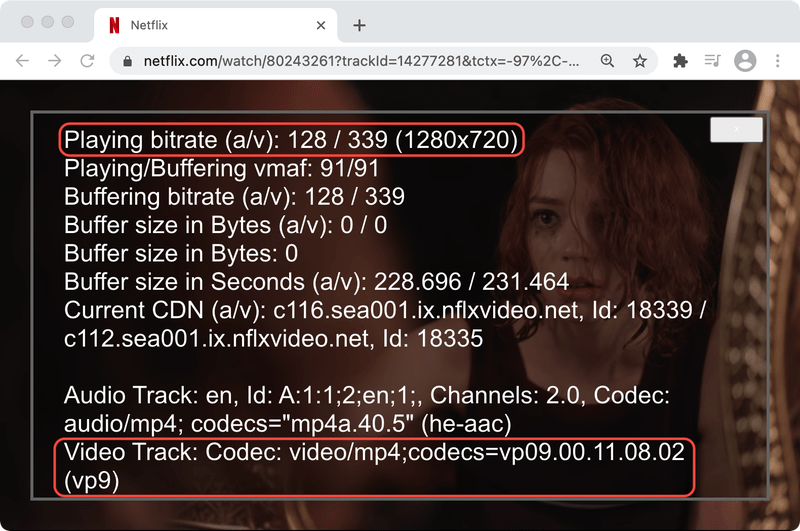 Netflix
netflix.com/watch/80243261?trackId=14277281&tctx=-97%2C-...
Playing bitrate (a/v): 128 / 339 (1280x720)
Playing/Buffering vmaf: 91/91
Buffering bitrate (a/v): 128 / 339
Buffer size in Bytes (a/v): 0 / 0
Buffer size in Bytes: 0
Buffer size in Seconds (a/v): 228.696 / 231.464
Current CDN (a/v): c116.sea001.ix.nflxvideo.net, Id: 18339 /
c112.sea001.ix.nflxvideo.net, Id: 18335
Audio Track: en, Id: A:1:1;2;en;1;, Channels: 2.0, Codec:
audio/mp4; codecs="mp4a.40.5" (he-aac)
Video Track: Codec: video/mp4;codecs=vp09.00.11.08.02
(vp9)